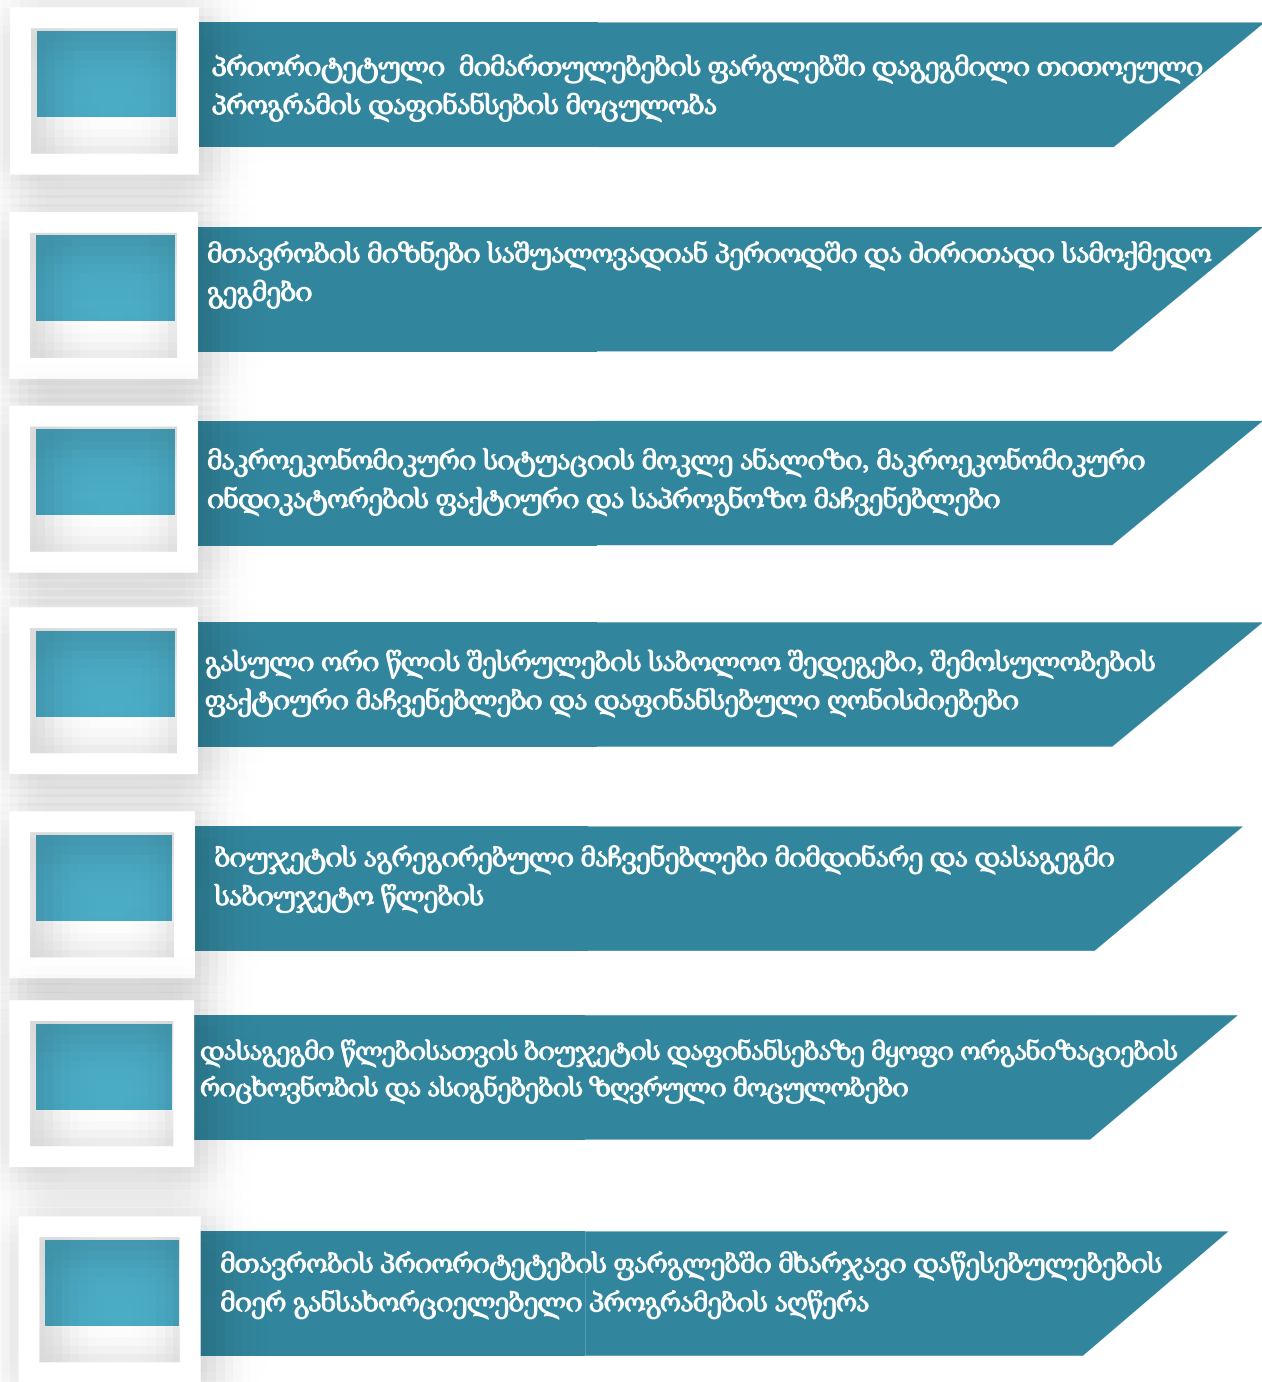 პრიორიტეტული მიმართულებების ფარგლებში დაგეგმილი თითოეული
პროგრამის დაფინანსების მოცულობა
მთავრობის მიზნები საშუალოვადიან პერიოდში და ძირითადი სამოქმედო
გეგმები
მაკროეკონომიკური სიტუაციის მოკლე ანალიზი, მაკროეკონომიკური
ინდიკატორების ფაქტიური და საპროგნოზო მაჩვენებლები
გასული ორი წლის შესრულების საბოლოო შედეგები, შემოსულობების
ფაქტიური მაჩვენებლები და დაფინანსებული ღონისძიებები
ბიუჯეტის აგრეგირებული მაჩვენებლები მიმდინარე და დასაგეგმი
საბიუჯეტო წლების
დასაგეგმი წლებისათვის ბიუჯეტის დაფინანსებაზე მყოფი ორგანიზაციების
რიცხოვნობის და ასიგნებების ზღვრული მოცულობები
მთავრობის პრიორიტეტების ფარგლებში მხარჯავი დაწესებულებების
მიერ განსახორციელებელი პროგრამების აღწერა